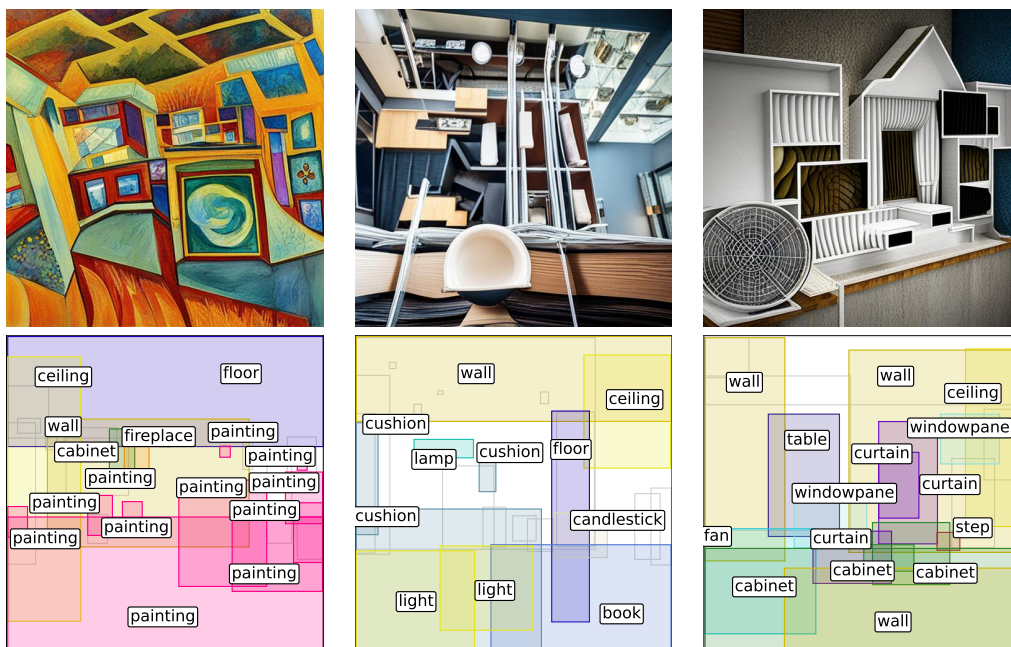 ceiling
floor
wall
fireplace
painting
cabinet
painting
painting
painting
painting
painting
painting
painting
painting
painting
painting
wall
ceiling
cushion
lamp
cushion
floor
cushion
candlestick
light
light
book
wall
wall
ceiling
windowpane
table
curtain
windowpane
curtain
fan
curtain
step
cabinet
cabinet
cabinet
wall